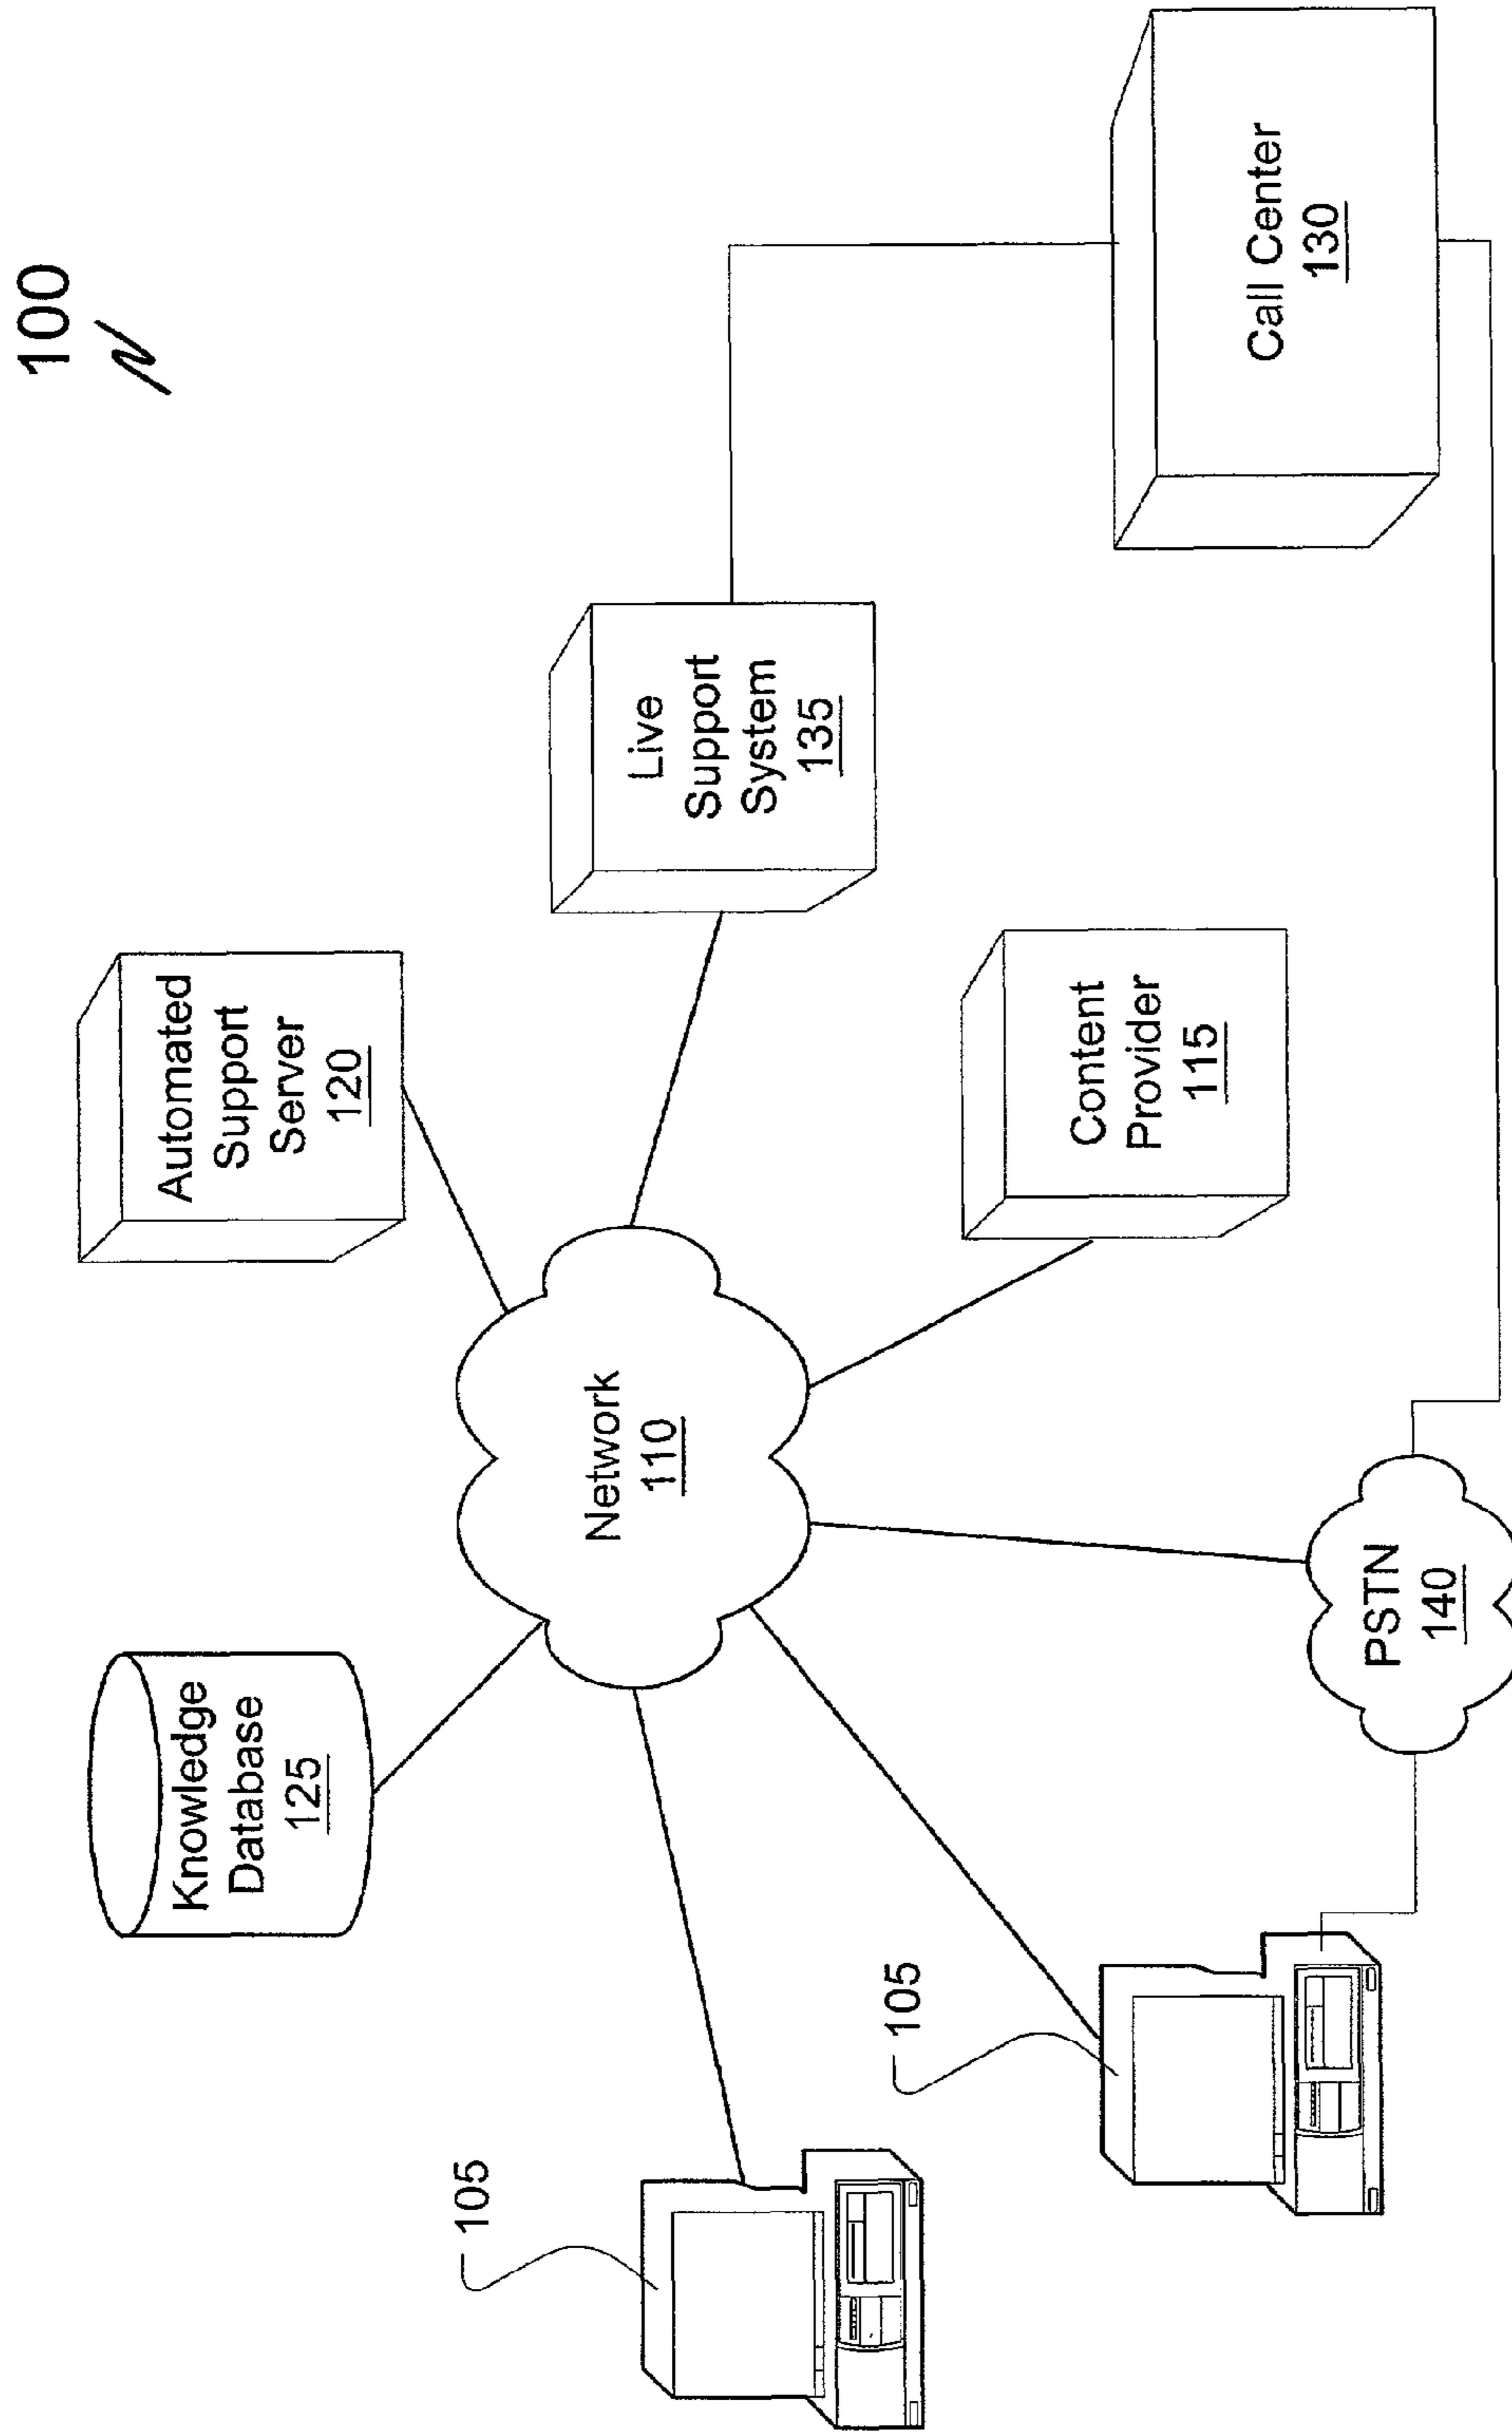 100
Knowledge
Database
125
Automated
Support
Server
120
105
Network
110
Live
Support
System
135
105
Content
Provider
115
PSTN
140
Call Center
130